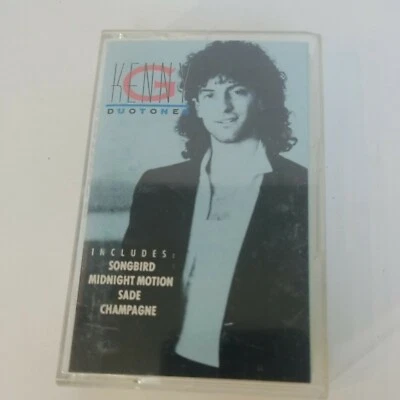 KENNY
G
DUOTONES
INCLUDES:
SONGBIRD
MIDNIGHT MOTION
SADE
CHAMPAGNE